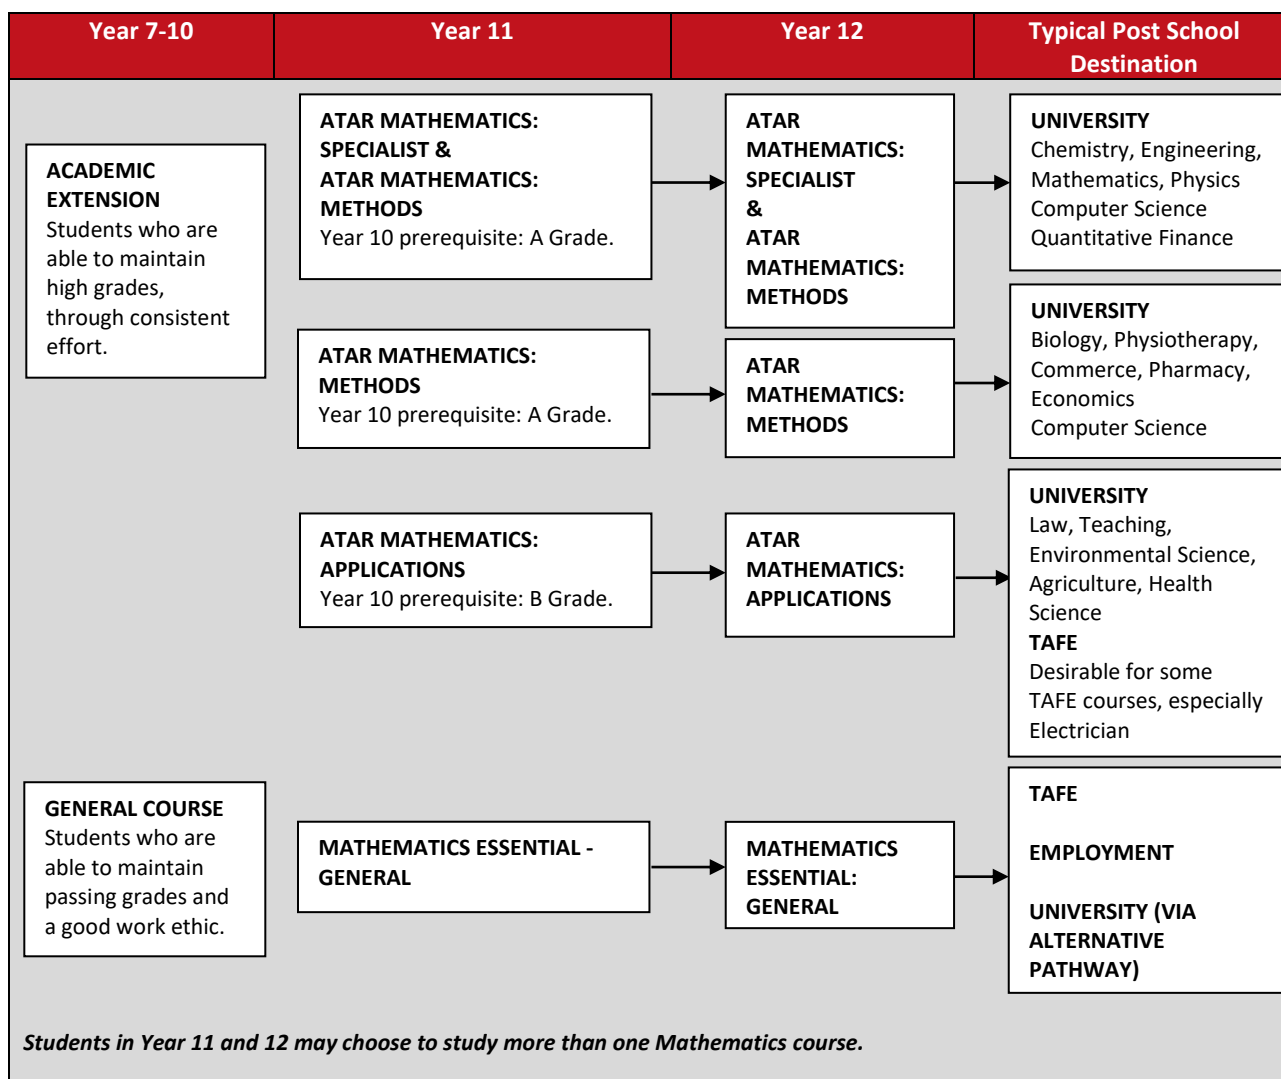 Year 7-10
Year 11
Year 12
Typical Post School
Destination
ACADEMIC
EXTENSION
Students who are
able to maintain
high grades,
through consistent
effort.
ATAR MATHEMATICS:
SPECIALIST &
ATAR MATHEMATICS:
METHODS
Year 10 prerequisite: A Grade.
ATAR
MATHEMATICS:
SPECIALIST
&
ATAR
MATHEMATICS:
METHODS
UNIVERSITY
Chemistry, Engineering,
Mathematics, Physics
Computer Science
Quantitative Finance
ATAR MATHEMATICS:
METHODS
Year 10 prerequisite: A Grade.
ATAR
MATHEMATICS:
METHODS
UNIVERSITY
Biology, Physiotherapy,
Commerce, Pharmacy,
Economics
Computer Science
ATAR MATHEMATICS:
APPLICATIONS
Year 10 prerequisite: B Grade.
ATAR
MATHEMATICS:
APPLICATIONS
UNIVERSITY
Law, Teaching,
Environmental Science,
Agriculture, Health
Science
TAFE
Desirable for some
TAFE courses, especially
Electrician
GENERAL COURSE
Students who are
able to maintain
passing grades and
a good work ethic.
MATHEMATICS ESSENTIAL -
GENERAL
MATHEMATICS
ESSENTIAL:
GENERAL
TAFE
EMPLOYMENT
UNIVERSITY (VIA
ALTERNATIVE
PATHWAY)
Students in Year 11 and 12 may choose to study more than one Mathematics course.